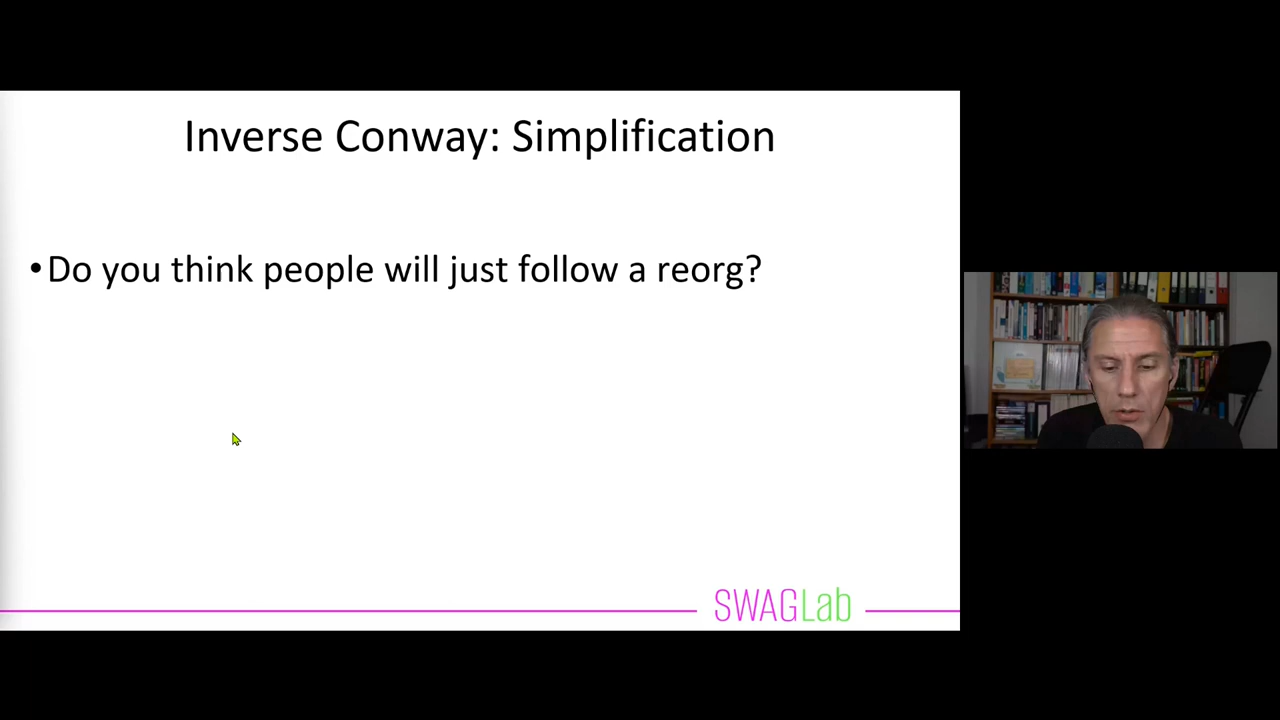 Inverse Conway: Simplification
•Do you think people will just follow a reorg?
SWAGLab